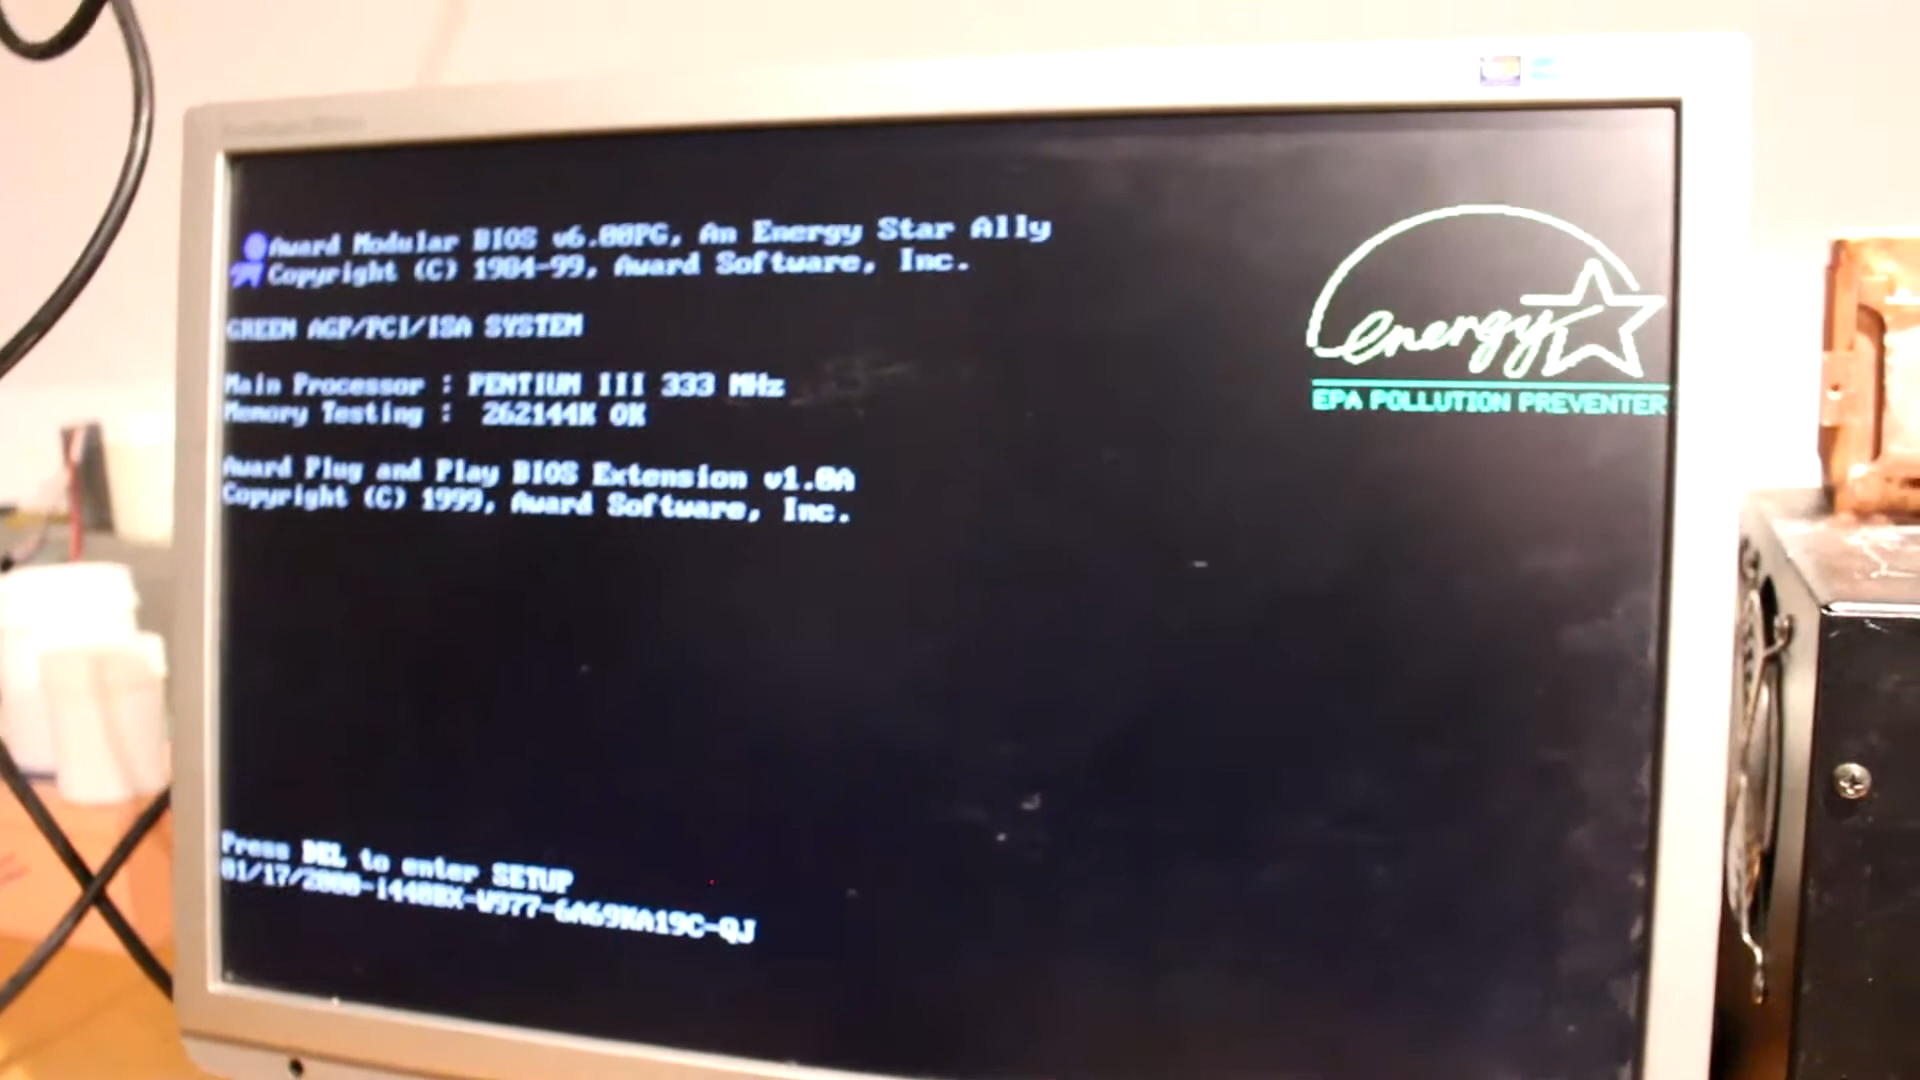 Award Modular BIOS v6.00PG, An Energy Star Ally
Copyright (C) 1984-99, Award Software, Inc.
GREEN AGP/PCI/ISA SYSTEM
Main Processor : PENTIUM III 333 MHz
Memory Testing : 262144K OK
Award Plug and Play BIOS Extension v1.0A
Copyright (C) 1999, Award Software, Inc.
energy
EPA POLLUTION PREVENTER
Press DEL to enter SETUP
01/17/2000-i440BX-W977-6A69KA19C-QJ